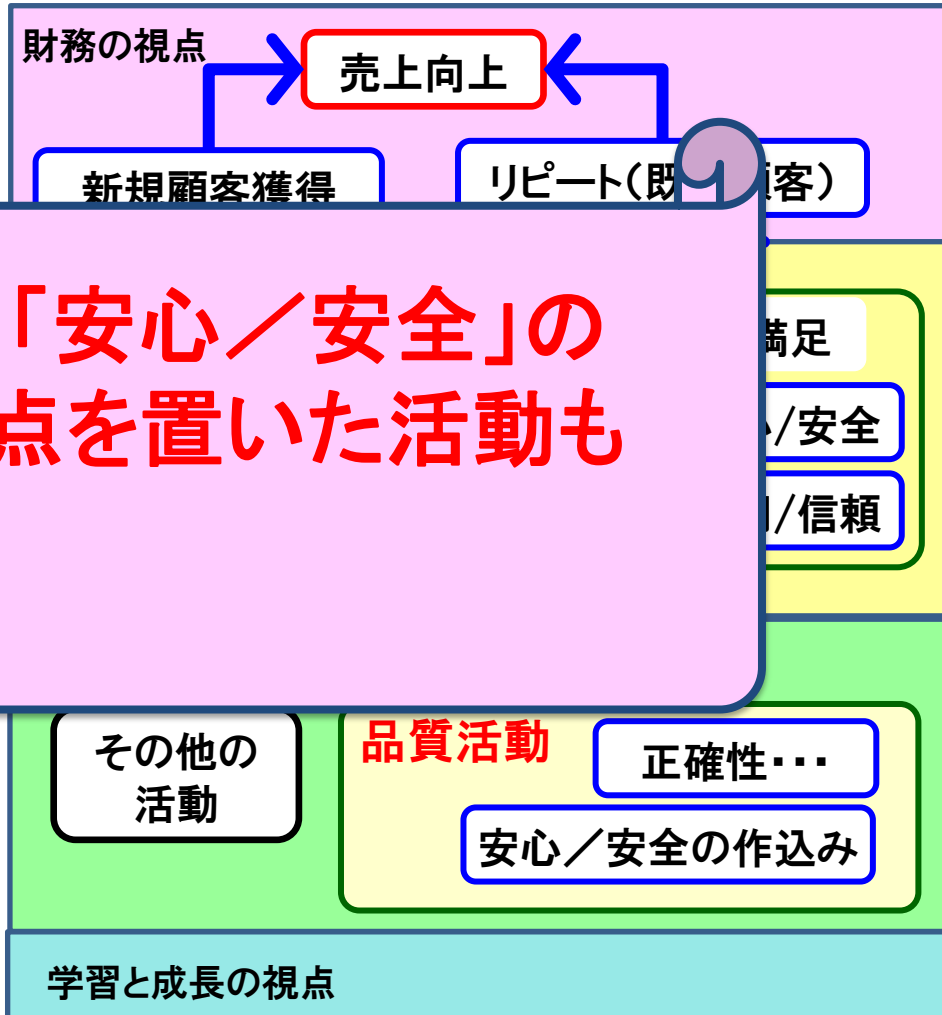 財務の視点
売上向上
新規顧客獲得
リピート(既 客)
「安心/安全」の
点を置いた活動も
満足
/安全
/信頼
その他の
活動
品質活動
正確性・・・
安心/安全の作込み
学習と成長の視点